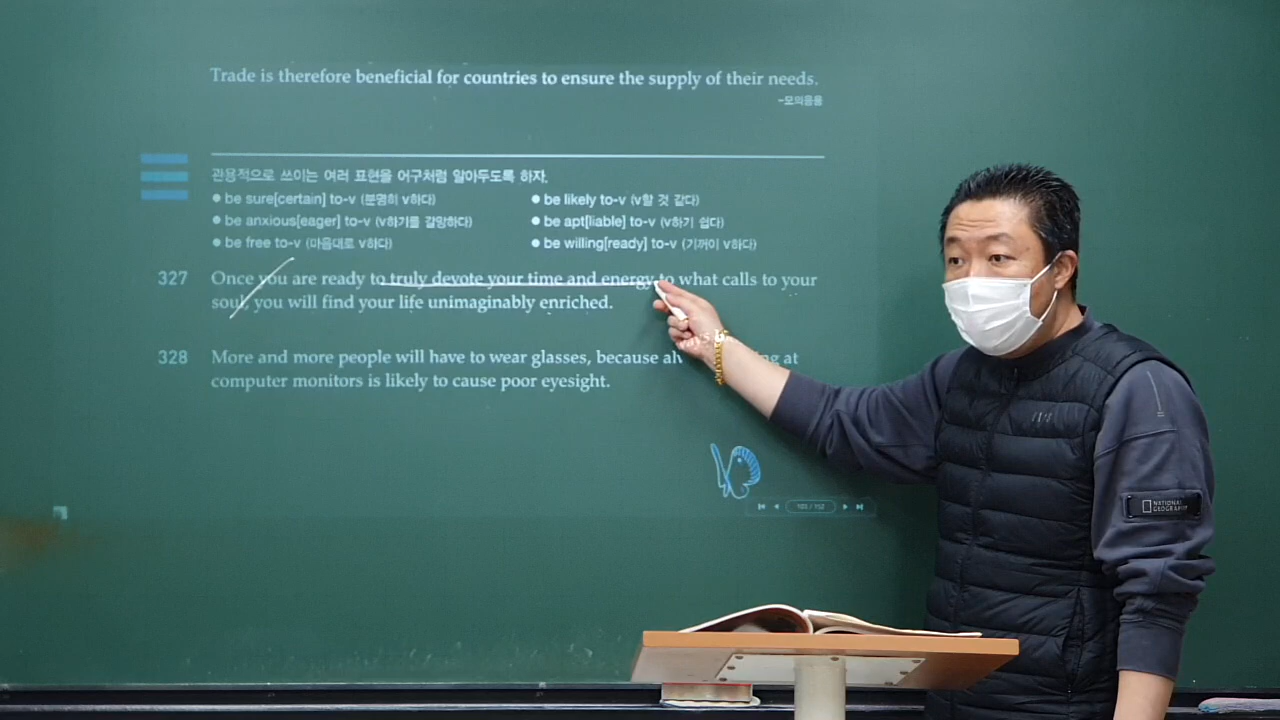 Trade is therefore beneficial for countries to ensure the supply of their needs.
-모의응용
관용적으로 쓰이는 여러 표현을 어구처럼 알아두도록 하자.
● be sure[certain] to-v (분명히 v하다) ● be likely to-v (v할 것 같다)
● be anxious[eager] to-v (v하기를 갈망하다) ● be apt[liable] to-v (v하기 쉽다)
● be free to-v (마음대로 v하다) ● be willing[ready] to-v (기꺼이 v하다)
327 Once you are ready to truly devote your time and energy to what calls to your
soul, you will find your life unimaginably enriched.
328 More and more people will have to wear glasses, because at
computer monitors is likely to cause poor eyesight.
NATIONAL
GEOGRAPHIC